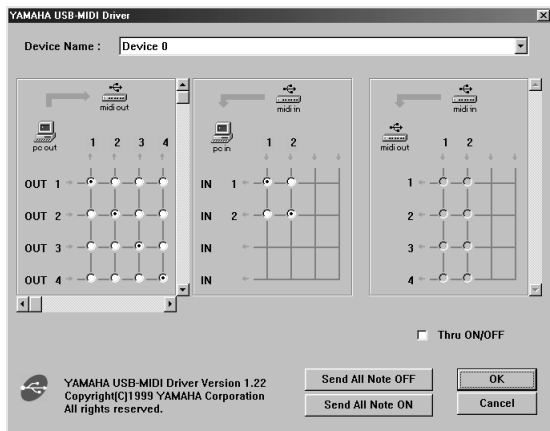 YAMAHA USB-MIDI Driver
Device Name : Device 0
midi out
pc out 1 2 3 4
OUT 1
OUT 2
OUT 3
OUT 4
midi in
pc in 1 2
IN 1
IN 2
IN
IN
midi in
midi out 1 2
1
2
3
4
Thru ON/OFF
YAMAHA USB-MIDI Driver Version 1.22
Copyright(C)1999 YAMAHA Corporation
All rights reserved.
Send All Note OFF
OK
Send All Note ON
Cancel